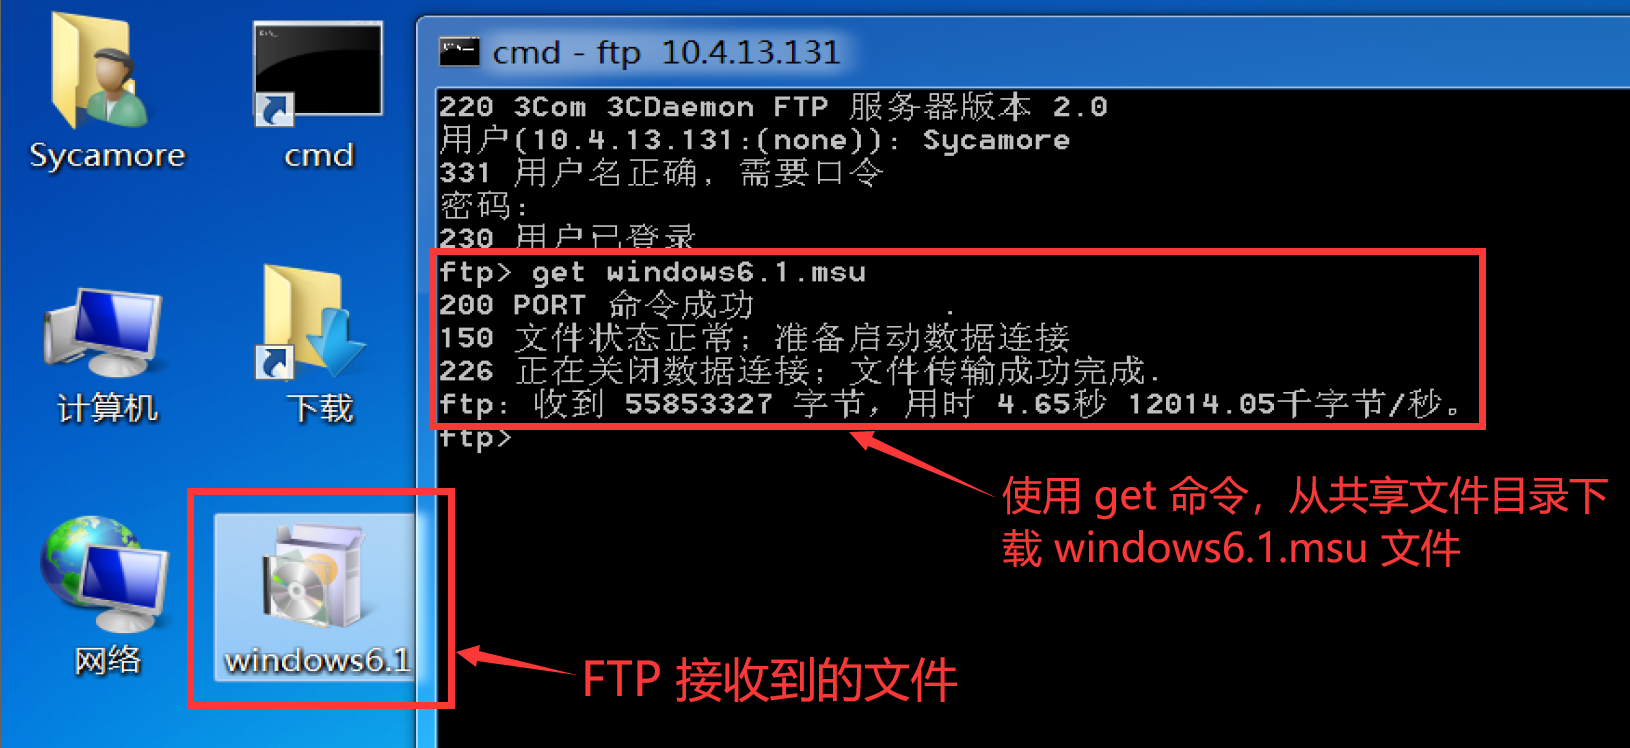 Sycamore
cmd
计算机
下载
网络
windows6.1
cmd - ftp 10.4.13.131
220 3Com 3CDaemon FTP 服务器版本 2.0
用户(10.4.13.131:(none)): Sycamore
331 用户名正确，需要口令
密码:
230 用户已登录
ftp> get windows6.1.msu
200 PORT 命令成功
150 文件状态正常；准备启动数据连接
226 正在关闭数据连接；文件传输成功完成.
ftp: 收到 55853327 字节，用时 4.65秒 12014.05千字节/秒。
ftp>
使用 get 命令，从共享文件目录下
载 windows6.1.msu 文件
FTP 接收到的文件